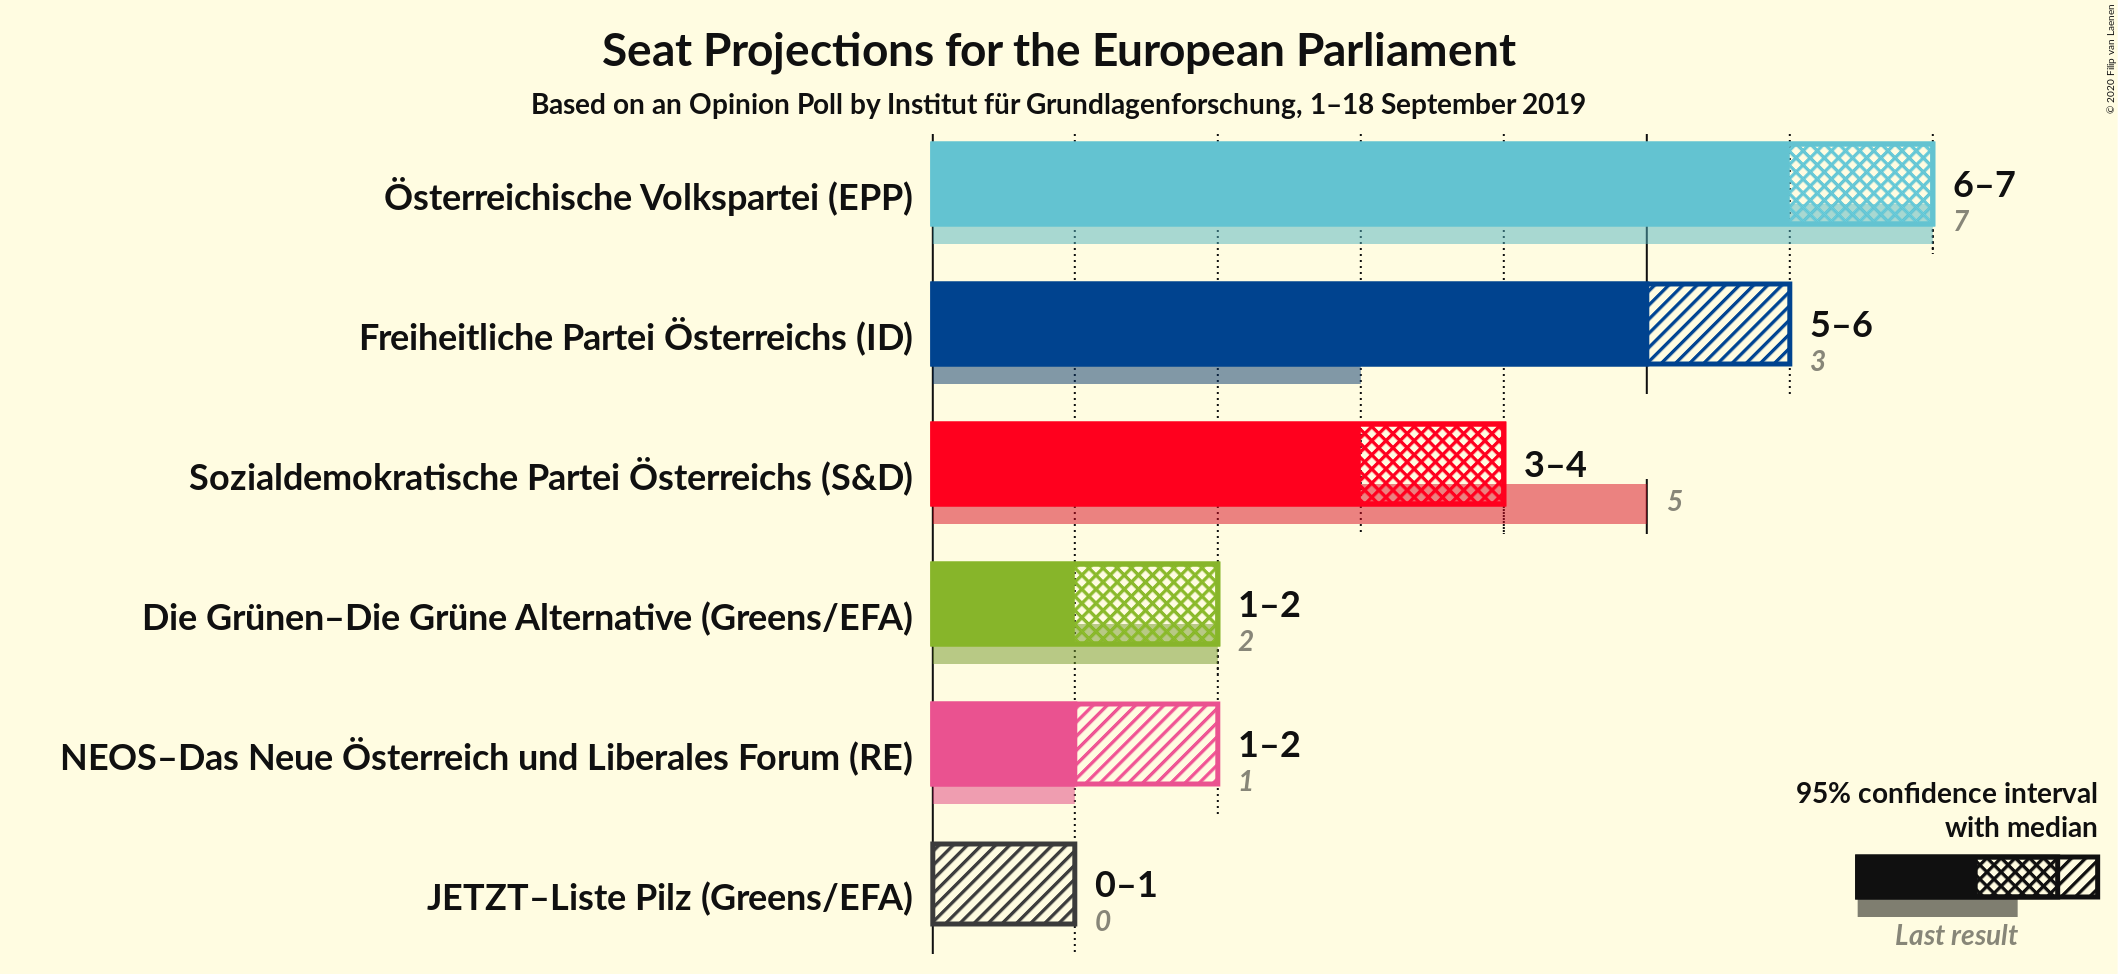 Seat Projections for the European Parliament
Based on an Opinion Poll by Institut für Grundlagenforschung, 1–18 September 2019
© 2020 Filip van Laenen
Österreichische Volkspartei (EPP)
6–7
7
Freiheitliche Partei Österreichs (ID)
5–6
3
Sozialdemokratische Partei Österreichs (S&D)
3–4
5
Die Grünen–Die Grüne Alternative (Greens/EFA)
1–2
2
NEOS–Das Neue Österreich und Liberales Forum (RE)
1–2
1
JETZT–Liste Pilz (Greens/EFA)
0–1
0
95% confidence interval
with median
Last result